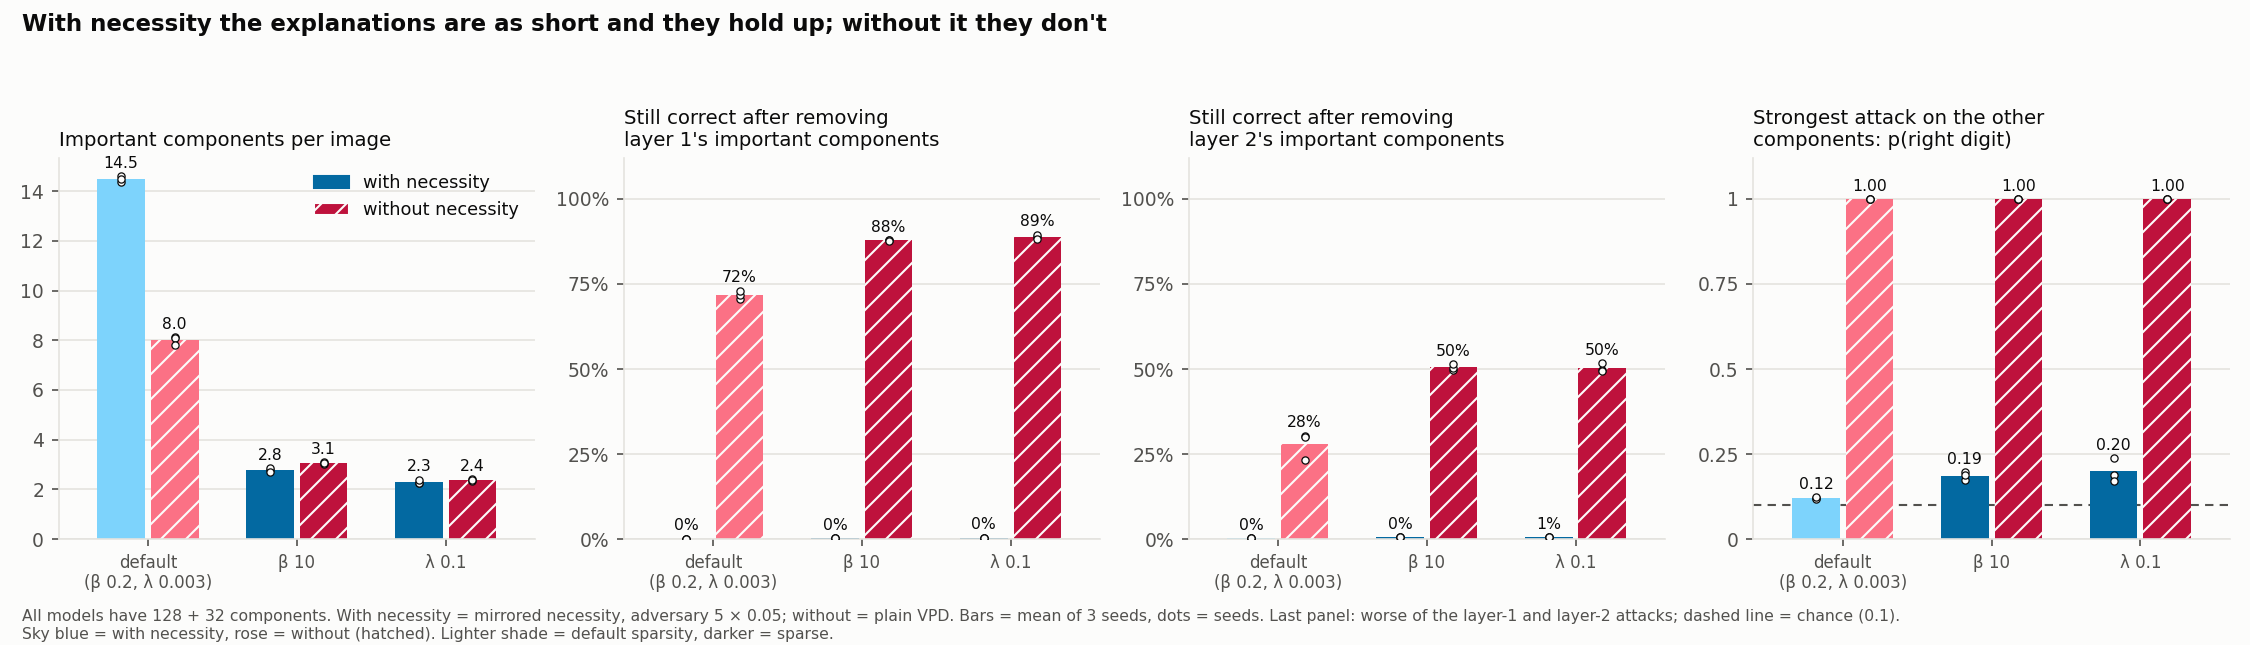 With necessity the explanations are as short and they hold up; without it they don't
Important components per image
14.5
8.0
2.8
3.1
2.3
2.4
with necessity
without necessity
14
12
10
8
6
4
2
0
default
(β 0.2, λ 0.003)
β 10
λ 0.1
Still correct after removing
layer 1's important components
100%
75%
50%
25%
0%
0%
72%
0%
88%
0%
89%
default
(β 0.2, λ 0.003)
β 10
λ 0.1
Still correct after removing
layer 2's important components
100%
75%
50%
25%
0%
0%
28%
0%
50%
1%
50%
default
(β 0.2, λ 0.003)
β 10
λ 0.1
Strongest attack on the other
components: p(right digit)
1
0.75
0.5
0.25
0
0.12
1.00
0.19
1.00
0.20
1.00
default
(β 0.2, λ 0.003)
β 10
λ 0.1
All models have 128 + 32 components. With necessity = mirrored necessity, adversary 5 × 0.05; without = plain VPD. Bars = mean of 3 seeds, dots = seeds. Last panel: worse of the layer-1 and layer-2 attacks; dashed line = chance (0.1).
Sky blue = with necessity, rose = without (hatched). Lighter shade = default sparsity, darker = sparse.